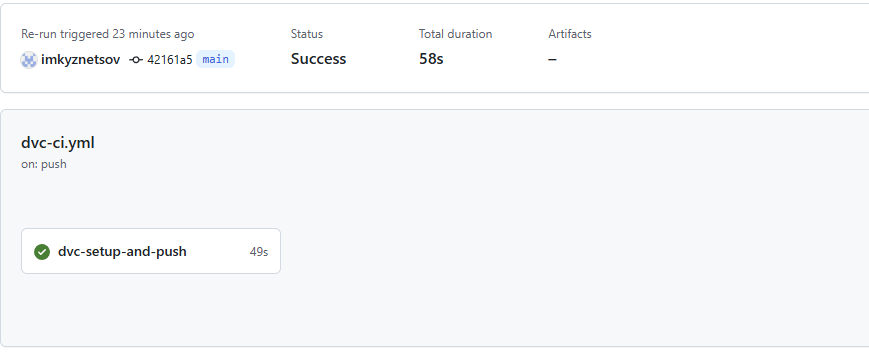 Re-run triggered 23 minutes ago
imkyznetsov 42161a5 main
Status
Success
Total duration
58s
Artifacts
–
dvc-ci.yml
on: push
dvc-setup-and-push 49s